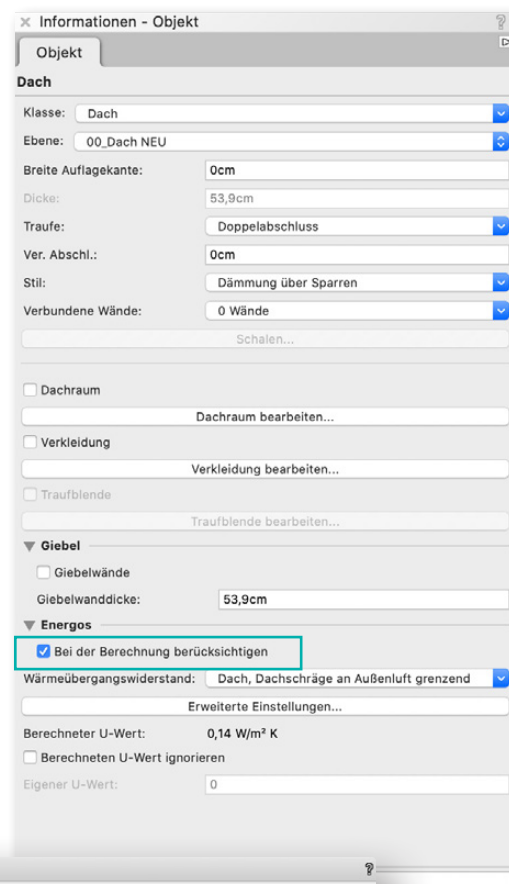 Informationen - Objekt ?
Objekt
Dach
Klasse: Dach
Ebene: 00_Dach NEU
Breite Auflagekante: 0cm
Dicke: 53,9cm
Traufe: Doppelabschluss
Ver. Abschl.: 0cm
Stil: Dämmung über Sparren
Verbundene Wände: 0 Wände
Schalen...
Dachraum
Dachraum bearbeiten...
Verkleidung
Verkleidung bearbeiten...
Traufblende
Traufblende bearbeiten...
Giebel
Giebelwände
Giebelwanddicke: 53,9cm
Energos
Bei der Berechnung berücksichtigen
Wärmeübergangswiderstand: Dach, Dachschräge an Außenluft grenzend
Erweiterte Einstellungen...
Berechneter U-Wert: 0,14 W/m² K
Berechneten U-Wert ignorieren
Eigener U-Wert: 0
?